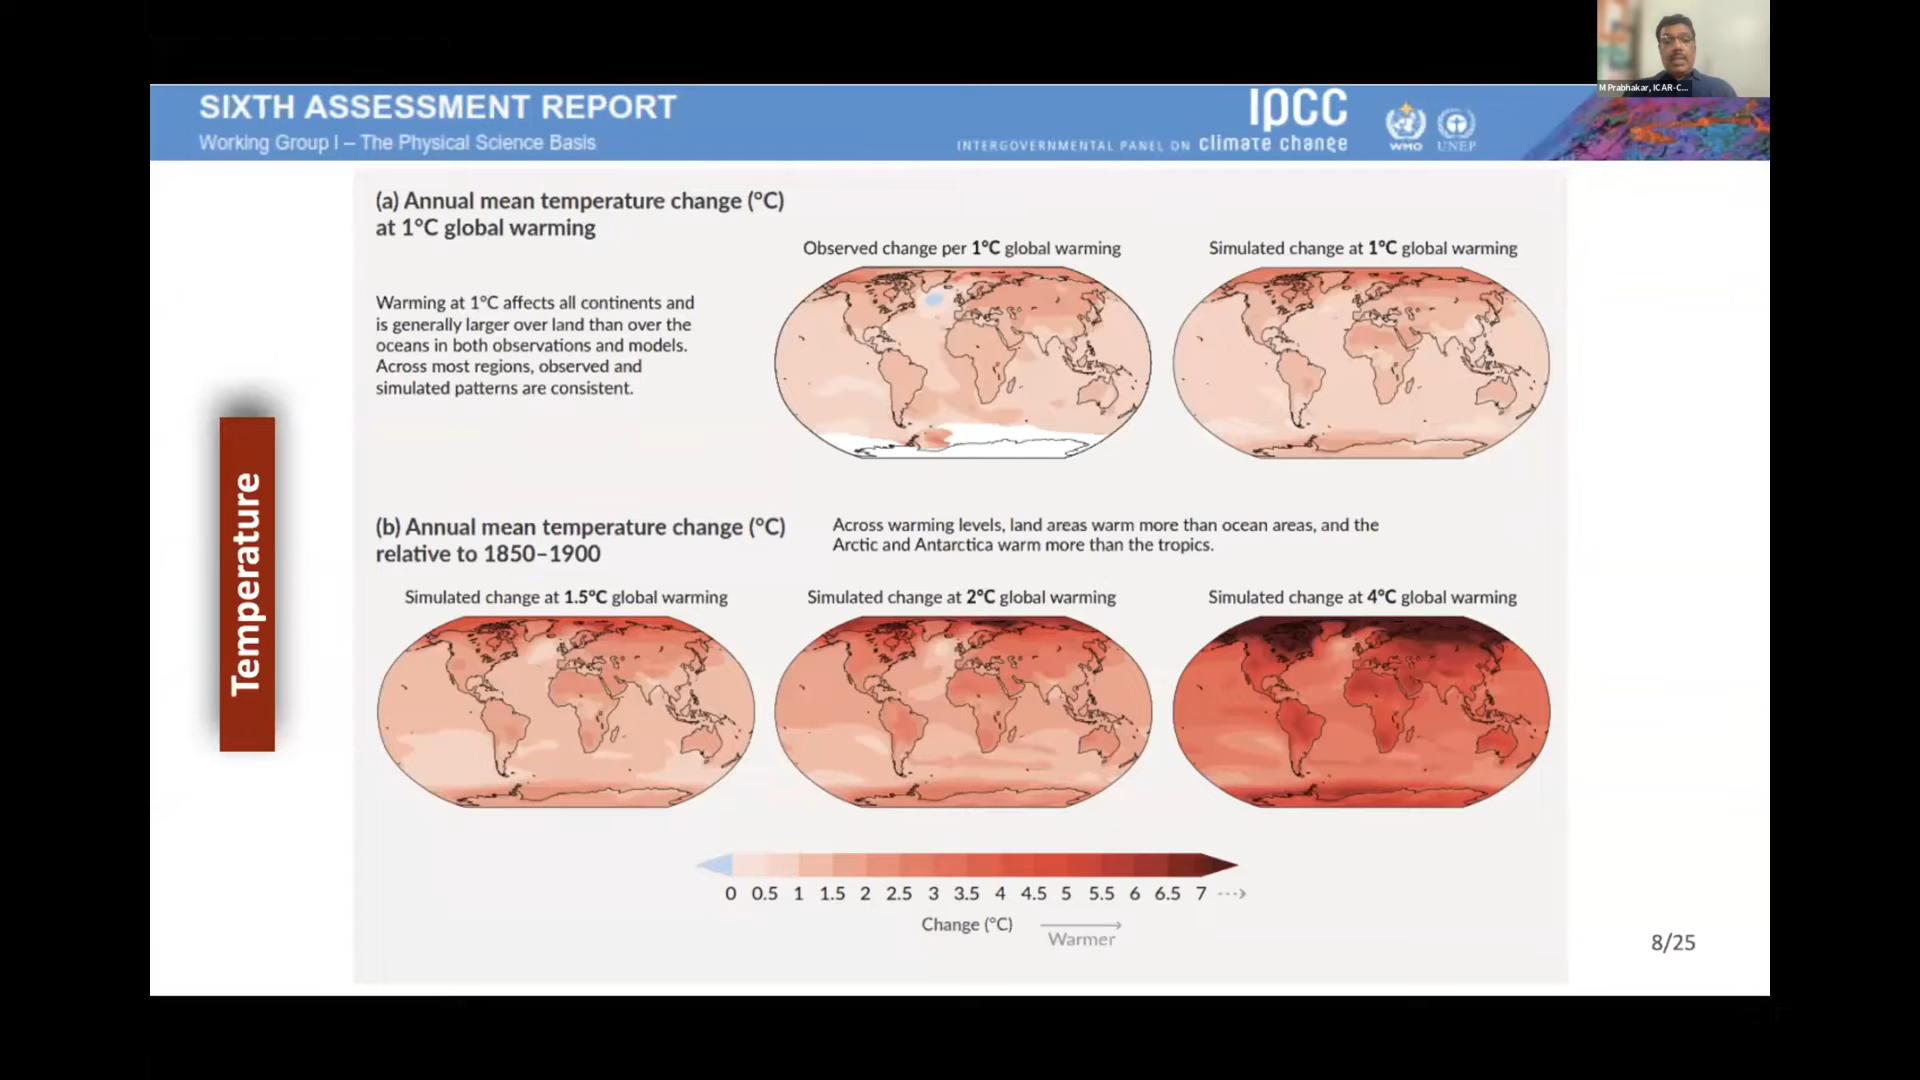 M Prabhakar, ICAR-C...
SIXTH ASSESSMENT REPORT
Working Group I – The Physical Science Basis
ipcc
INTERGOVERNMENTAL PANEL ON climate change
WMO
UNEP
(a) Annual mean temperature change (°C)
at 1°C global warming
Observed change per 1°C global warming
Simulated change at 1°C global warming
Warming at 1°C affects all continents and
is generally larger over land than over the
oceans in both observations and models.
Across most regions, observed and
simulated patterns are consistent.
Temperature
(b) Annual mean temperature change (°C)
relative to 1850–1900
Across warming levels, land areas warm more than ocean areas, and the
Arctic and Antarctica warm more than the tropics.
Simulated change at 1.5°C global warming
Simulated change at 2°C global warming
Simulated change at 4°C global warming
0 0.5 1 1.5 2 2.5 3 3.5 4 4.5 5 5.5 6 6.5 7
Change (°C)
Warmer
8/25